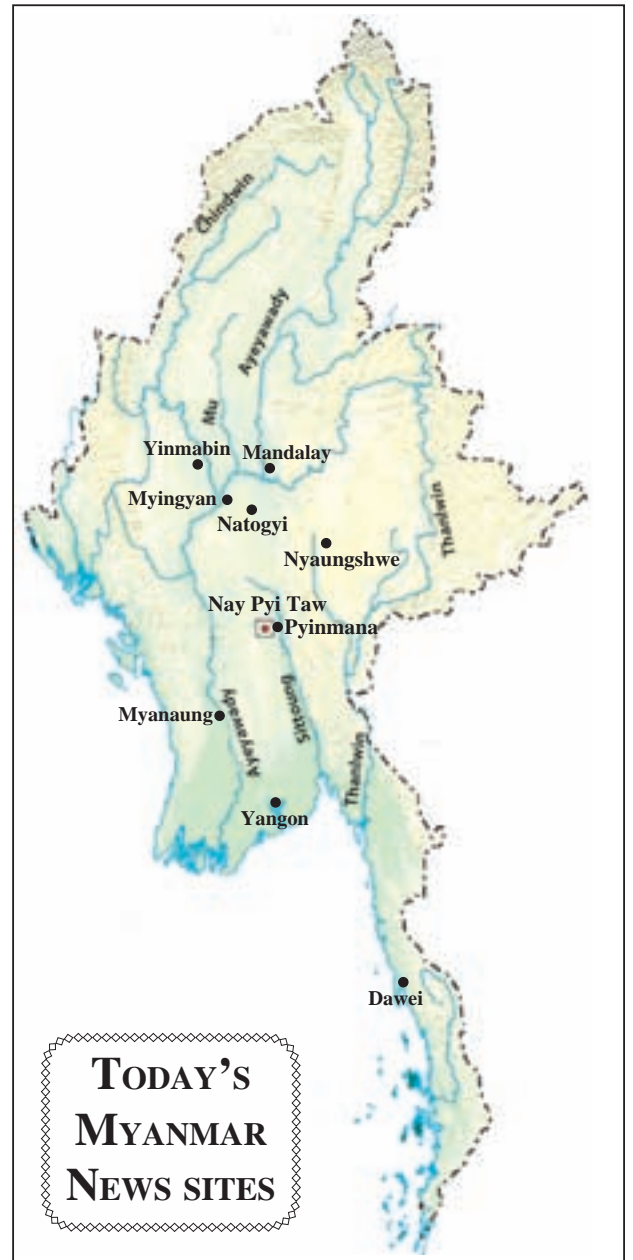 Chindwin
Ayeyawady
Mu
Yinmabin
Mandalay
Myingyan
Natogyi
Thanlwin
Nyaungshwe
Nay Pyi Taw
Pyinmana
Myanaung
Ayeyawady
Sittoung
Thanlwin
Yangon
Dawei
TODAY'S
MYANMAR
NEWS SITES